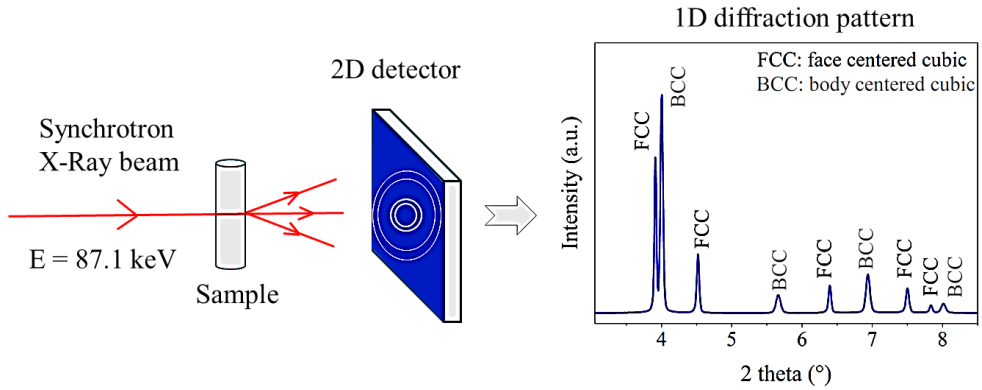 1D diffraction pattern
2D detector
Synchrotron
X-Ray beam
E = 87.1 keV
Sample
FCC: face centered cubic
BCC: body centered cubic
Intensity (a.u.)
FCC
BCC
FCC
BCC
FCC
BCC
FCC
FCC
BCC
4 5 6 7 8
2 theta (°)